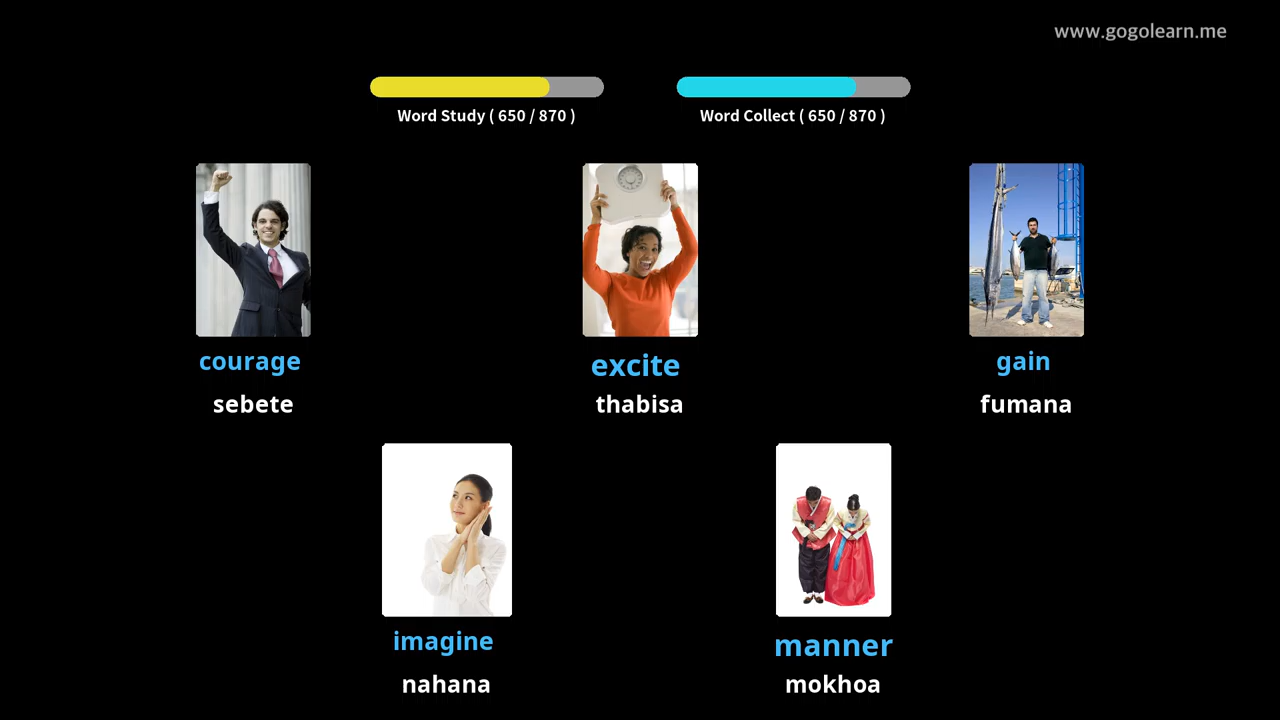 www.gogolearn.me
Word Study ( 650 / 870 )
Word Collect ( 650 / 870 )
courage
sebete
excite
thabisa
gain
fumana
imagine
nahana
manner
mokhoa